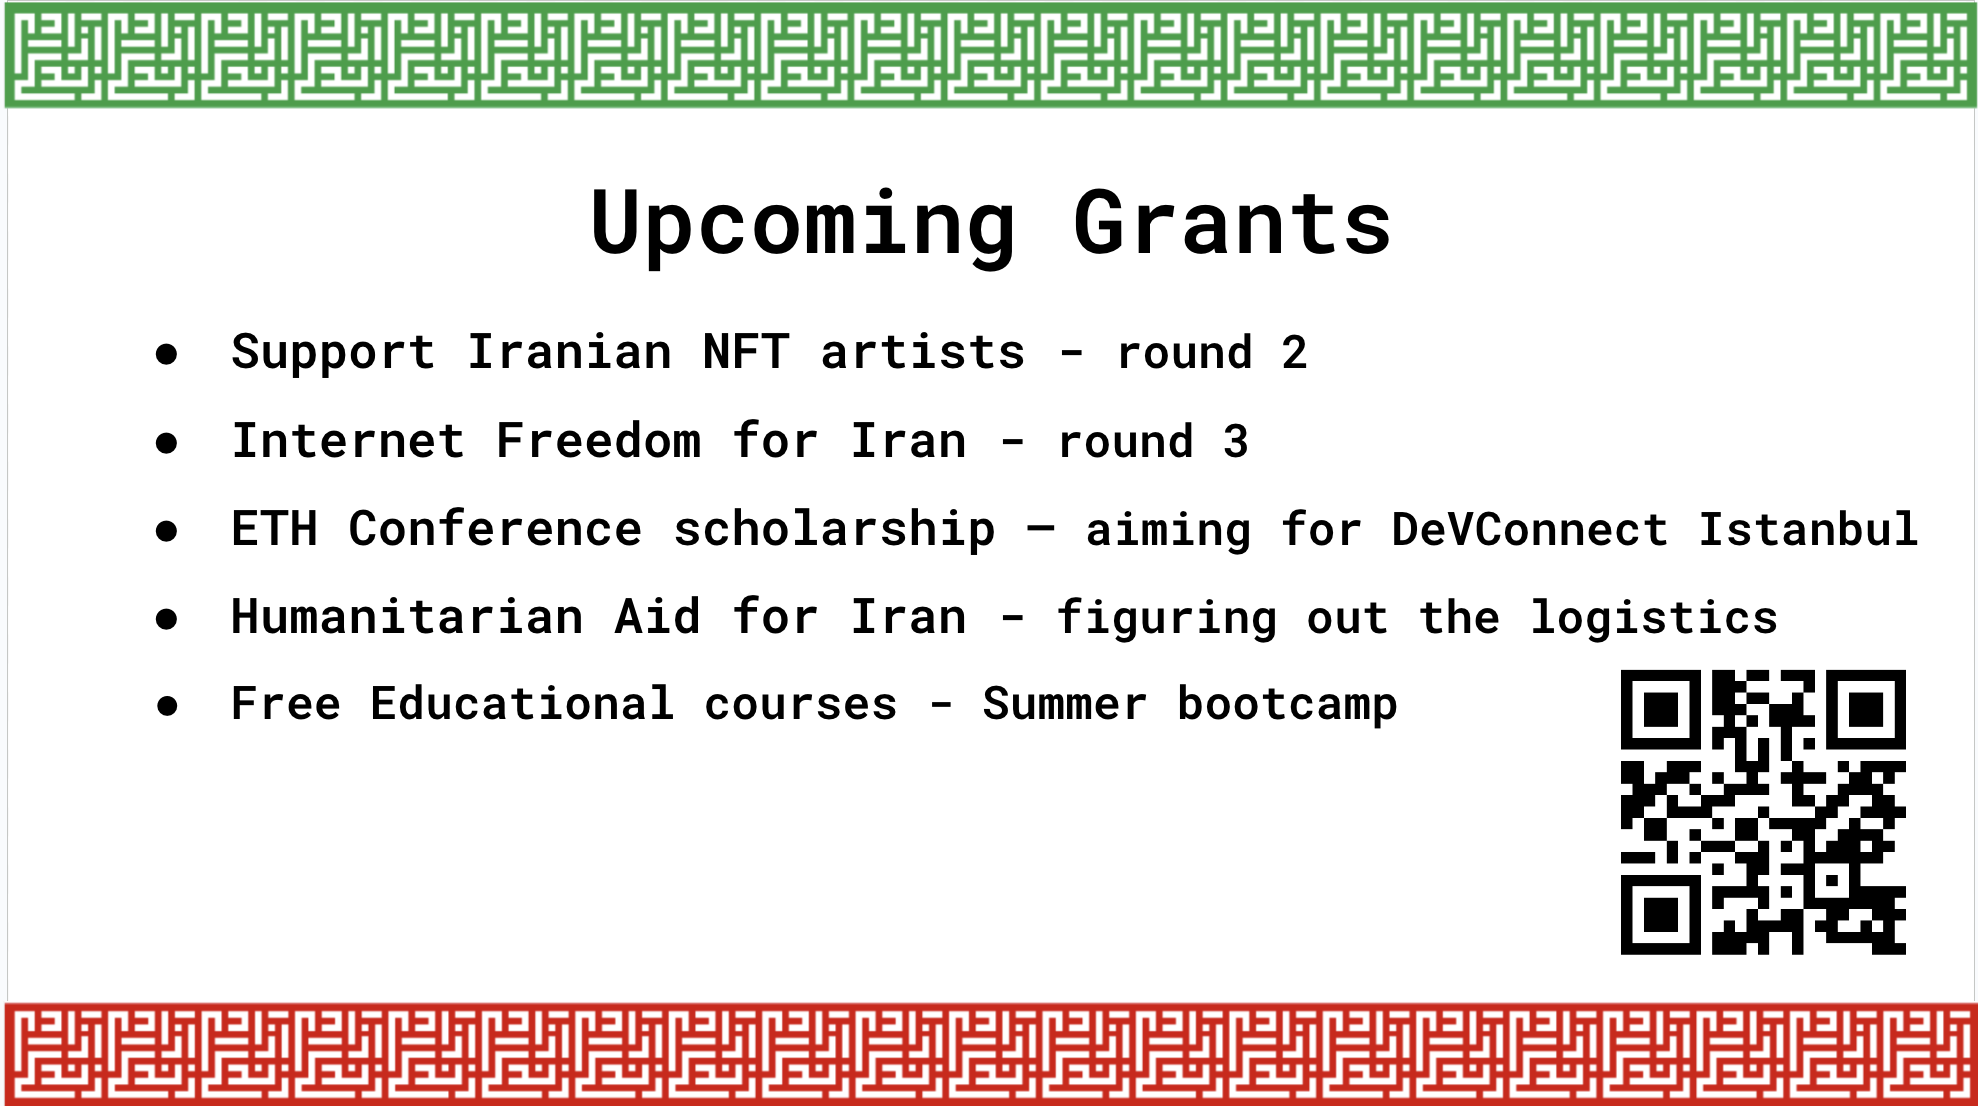 Upcoming Grants
● Support Iranian NFT artists - round 2
● Internet Freedom for Iran - round 3
● ETH Conference scholarship – aiming for DeVConnect Istanbul
● Humanitarian Aid for Iran - figuring out the logistics
● Free Educational courses - Summer bootcamp